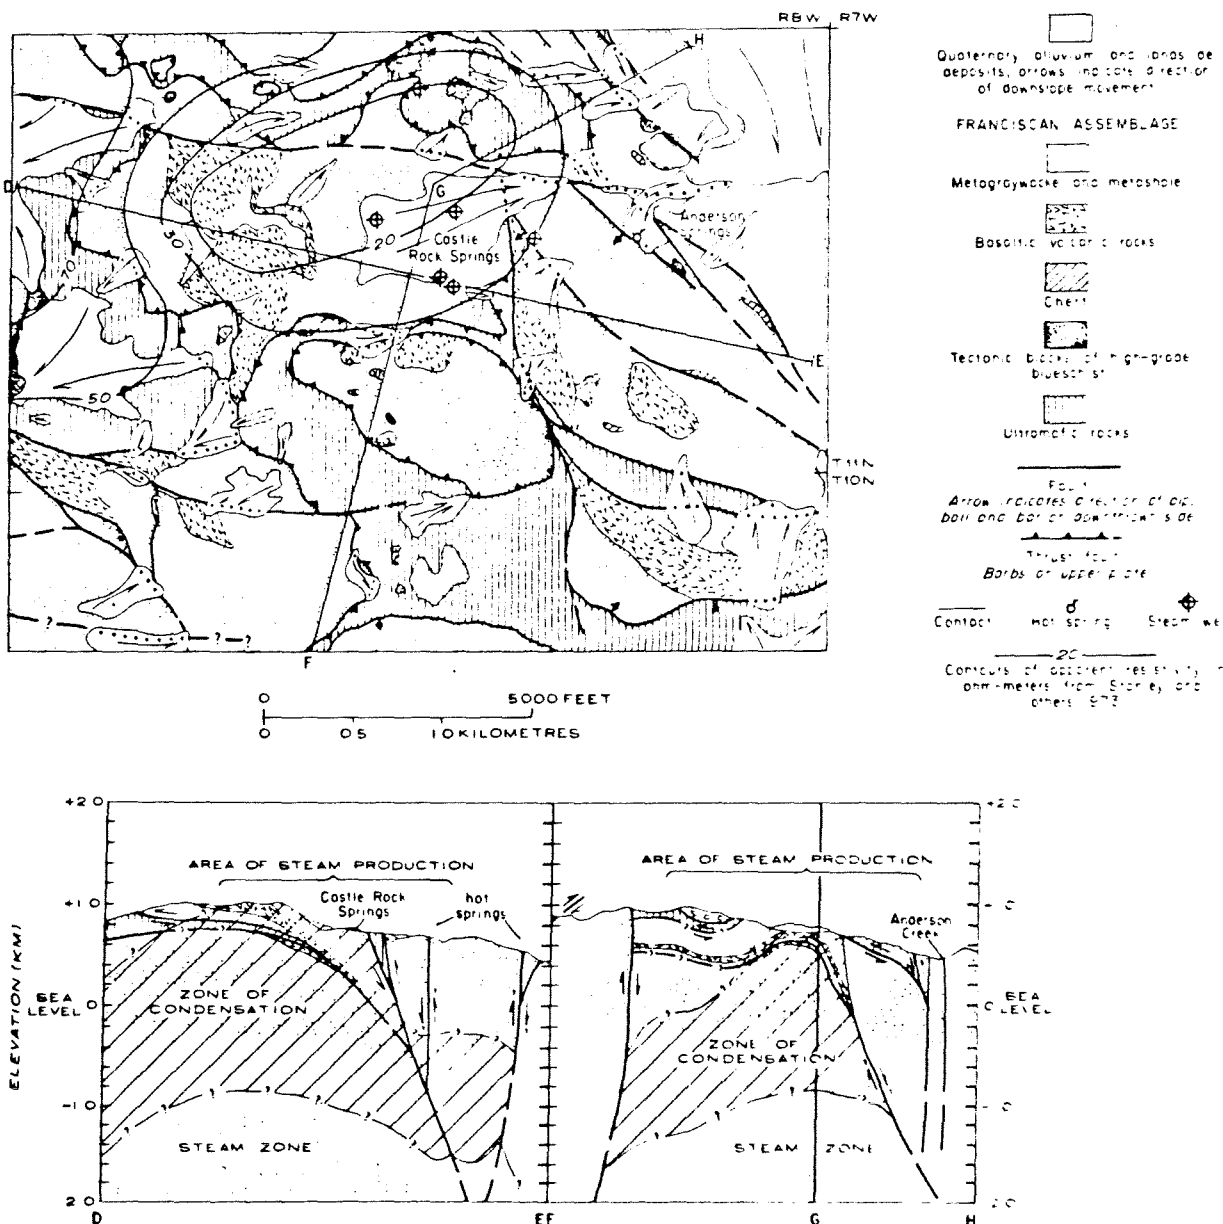 R8W R7W
H
D
G
20
30
70
50
Castle
Rock Springs
Anderson
Springs
E
T11N
T10N
? ? ?
F
0 5000 FEET
0 0.5 1.0 KILOMETRES
Quaternary alluvium and
deposits, arrows indicate direction
of downslope movement
FRANCISCAN ASSEMBLAGE
Metagraywacke and metashale
Basaltic volcanic rocks
Chert
Tectonic blocks of high-grade
blueschist
Ultramafic rocks
Fault
Arrow indicates direction of dip,
ball and bar on downthrown side
Thrust fault
Barbs on upper plate
Contact Hot spring Steam we
20
Contours of apparent resistivity
ohm-meters from Stanley and
others
+2.0
+1.0
SEA
LEVEL 0
-1.0
2.0
ELEVATION (KM)
AREA OF STEAM PRODUCTION
Castle Rock
Springs
hot
springs
ZONE OF
CONDENSATION
STEAM ZONE
D
EF
AREA OF STEAM PRODUCTION
Anderson
Creek
ZONE OF
CONDENSATION
STEAM ZONE
G
H
SEA
LEVEL